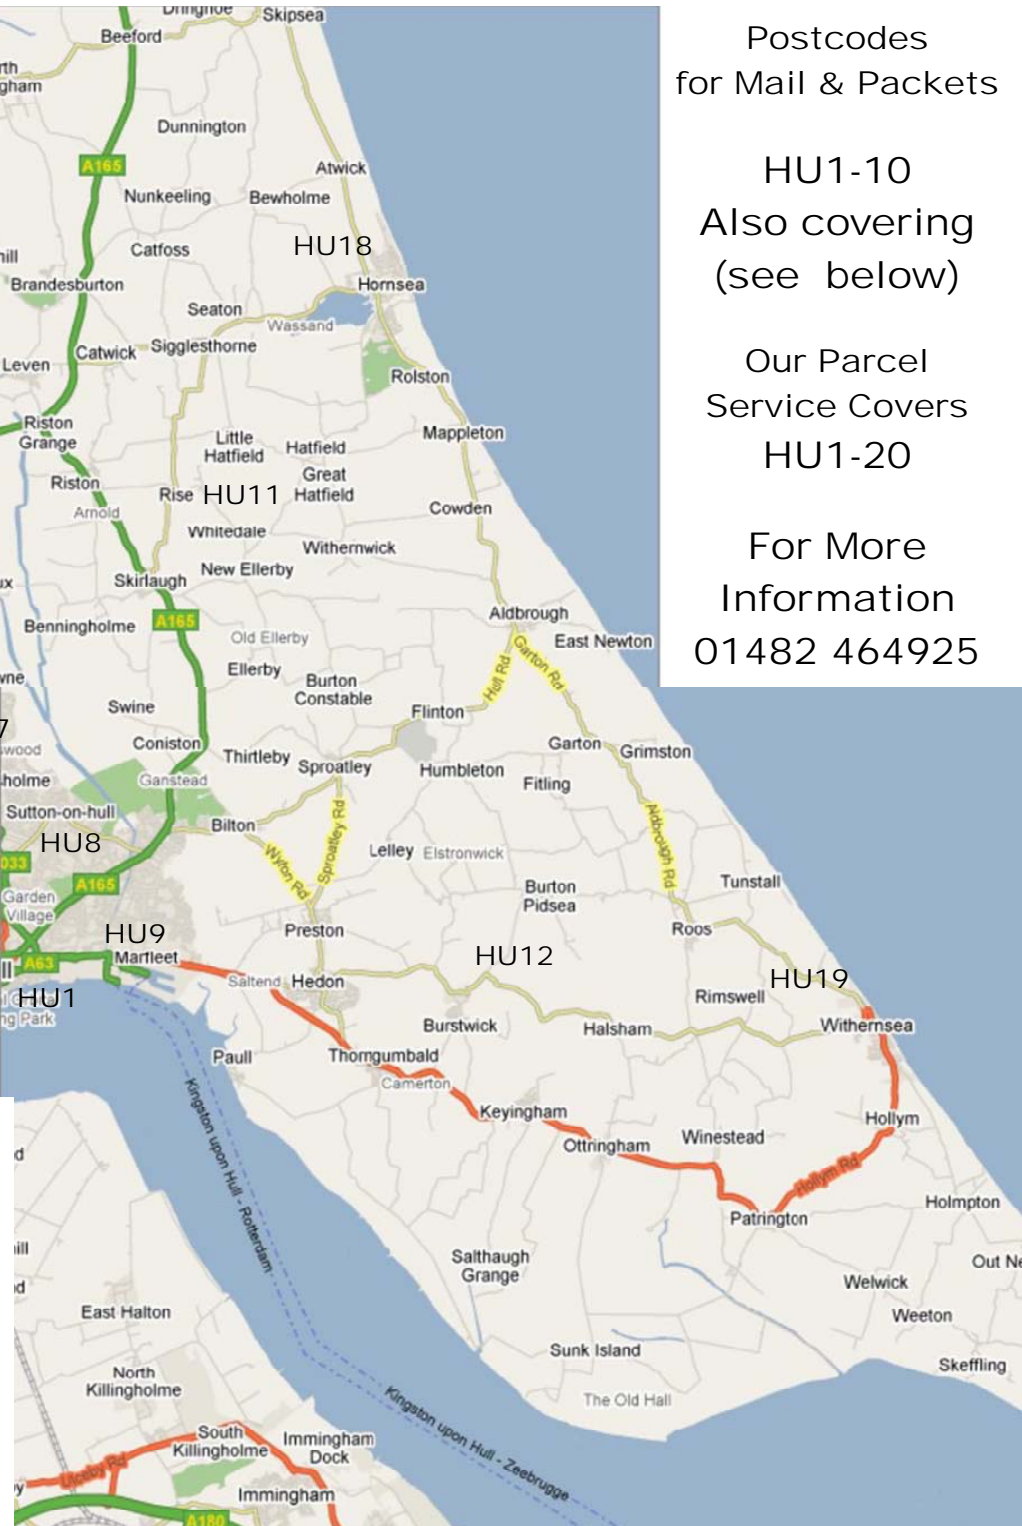 Postcodes
for Mail & Packets
HU1-10
Also covering
(see below)
Our Parcel
Service Covers
HU1-20
For More
Information
01482 464925
Dringhoe
Skipsea
Beeford
Dunnington
A165
Atwick
Nunkeeling
Bewholme
HU18
Catfoss
Brandesburton
Hornsea
Seaton
Wassand
Catwick
Sigglesthorne
Leven
Rolston
Riston
Grange
Mappleton
Little
Hatfield
Hatfield
Great
Hatfield
Riston
Rise
HU11
Arnold
Cowden
Whitedale
Withernwick
New Ellerby
Skirlaugh
Aldbrough
Benningholme
A165
Old Ellerby
East Newton
Garton Rd
Hull Rd
Ellerby
Burton
Constable
Swine
Flinton
Coniston
Thirtleby
Sproatley
Garton
Grimston
Humbleton
Ganstead
Fitling
Sutton-on-hull
Bilton
HU8
Sproatley Rd
Aldbrough Rd
Wyton Rd
Lelley
Elstronwick
033
A165
Garden
Village
Burton
Pidsea
Tunstall
Preston
Roos
HU9
Marfleet
HU12
A63
HU19
Saltend
Hedon
HU1
ng Park
Rimswell
Burstwick
Halsham
Withernsea
Paull
Thorngumbald
Camerton
Keyingham
Hollym
Ottringham
Winestead
Hollym Rd
Kingston upon Hull - Rotterdam
Patrington
Holmpton
Salthaugh
Grange
Welwick
East Halton
Weeton
Sunk Island
Skeffling
North
Killingholme
The Old Hall
Kingston upon Hull - Zeebrugge
South
Killingholme
Immingham
Dock
Ulceby Rd
Immingham
A180